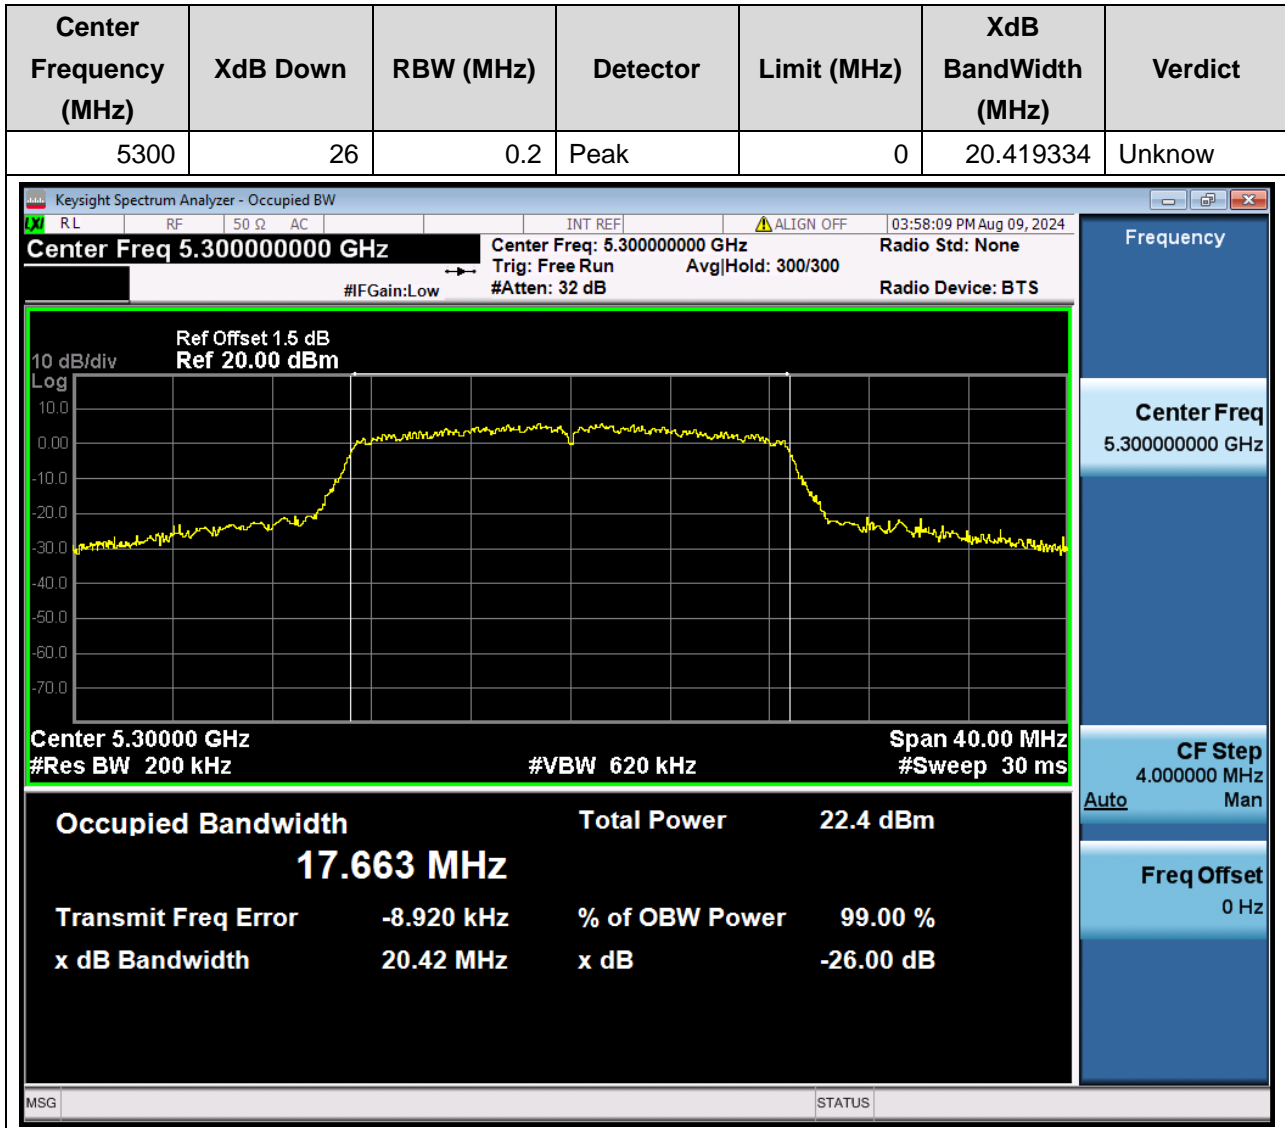 Center Frequency (MHz) XdB Down RBW (MHz) Detector Limit (MHz) XdB BandWidth (MHz) Verdict
5300 26 0.2 Peak 0 20.419334 Unknow
Keysight Spectrum Analyzer - Occupied BW
LXI RL RF 50 Ω AC INT REF ALIGN OFF 03:58:09 PM Aug 09, 2024
Center Freq 5.300000000 GHz Center Freq: 5.300000000 GHz Radio Std: None
Trig: Free Run Avg|Hold: 300/300
#IFGain:Low #Atten: 32 dB Radio Device: BTS
Frequency
Ref Offset 1.5 dB
10 dB/div Ref 20.00 dBm
Log
10.0
0.00
-10.0
-20.0
-30.0
-40.0
-50.0
-60.0
-70.0
Center 5.30000 GHz Span 40.00 MHz
#Res BW 200 kHz #VBW 620 kHz #Sweep 30 ms
Occupied Bandwidth Total Power 22.4 dBm
17.663 MHz
Transmit Freq Error -8.920 kHz % of OBW Power 99.00 %
x dB Bandwidth 20.42 MHz x dB -26.00 dB
Center Freq
5.300000000 GHz
CF Step
4.000000 MHz
Auto Man
Freq Offset
0 Hz
MSG STATUS